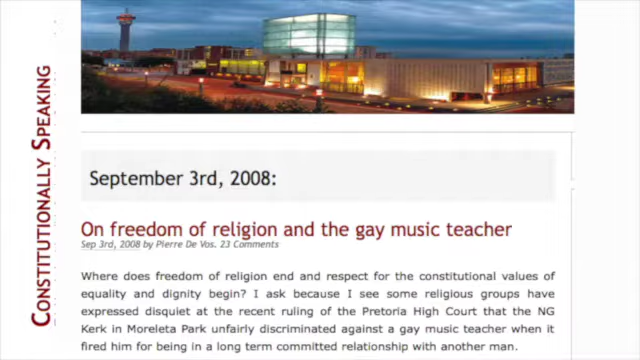 CONSTITUTIONALLY SPEAKING
September 3rd, 2008:
On freedom of religion and the gay music teacher
Sep 3rd, 2008 by Pierre De Vos. 23 Comments
Where does freedom of religion end and respect for the constitutional values of
equality and dignity begin? I ask because I see some religious groups have
expressed disquiet at the recent ruling of the Pretoria High Court that the NG
Kerk in Moreleta Park unfairly discriminated against a gay music teacher when it
fired him for being in a long term committed relationship with another man.